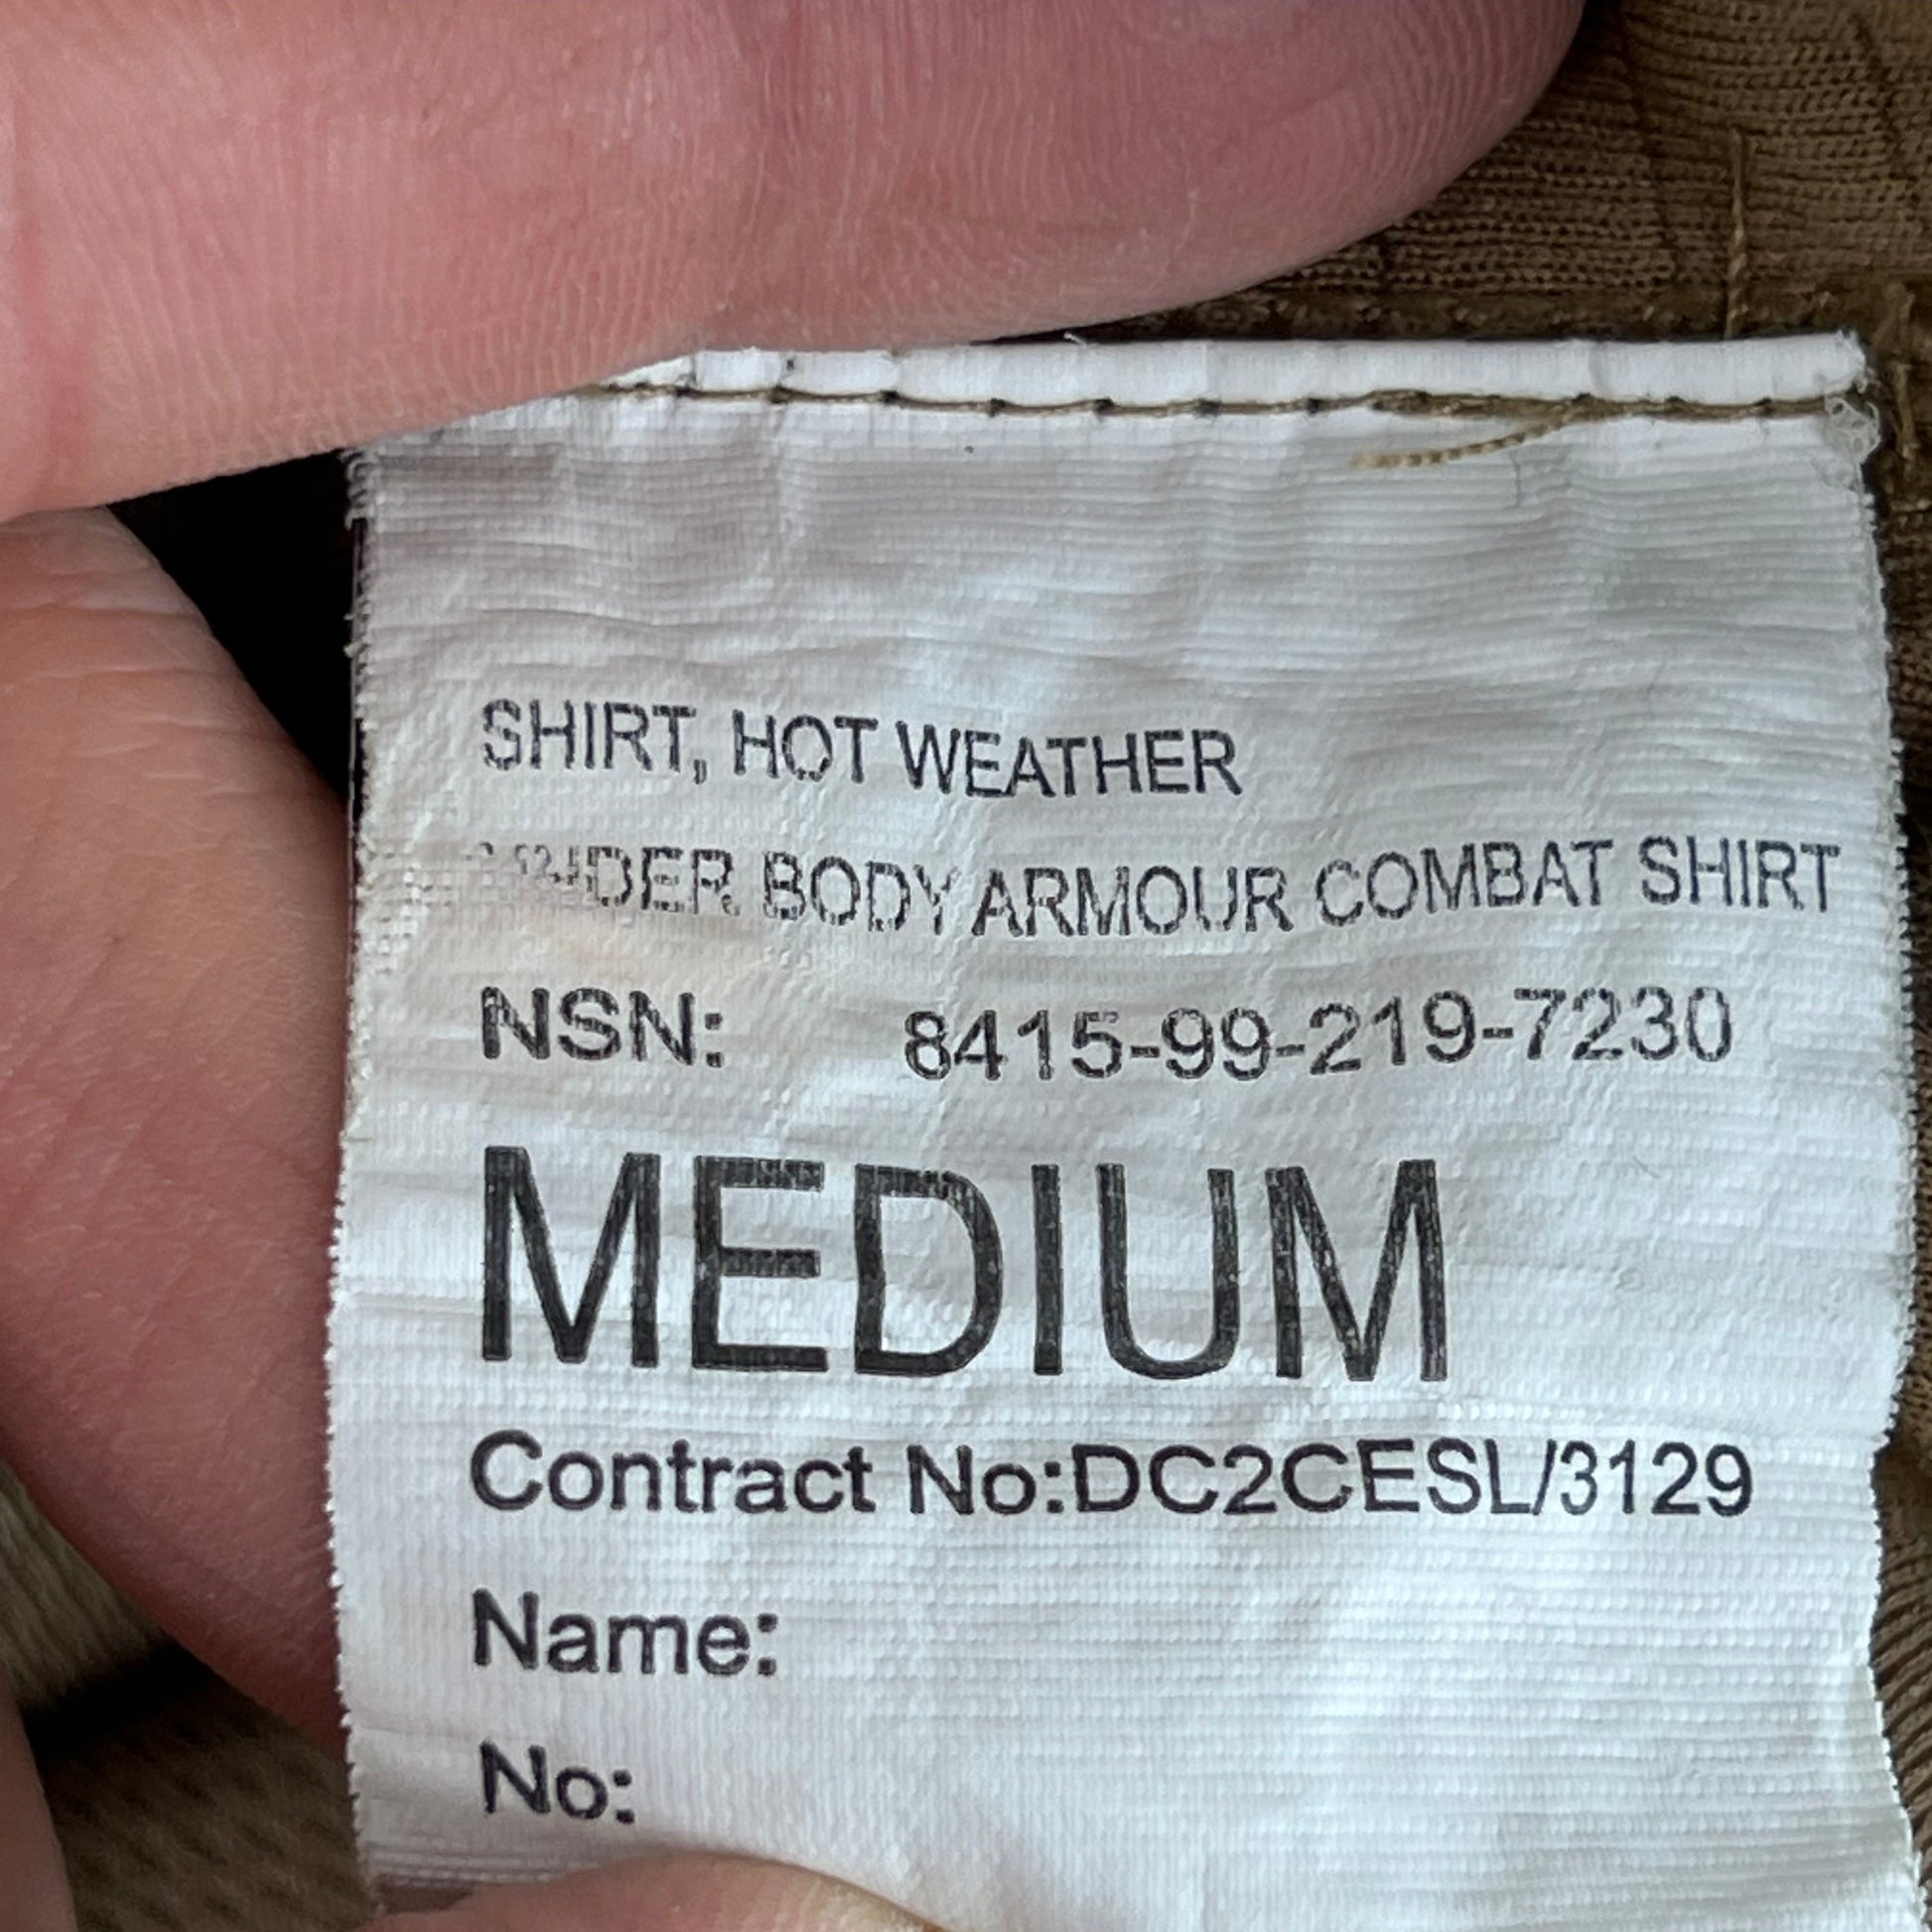 SHIRT, HOT WEATHER
UNDER BODY ARMOUR COMBAT SHIRT
NSN: 8415-99-219-7230
MEDIUM
Contract No:DC2CESL/3129
Name:
No: